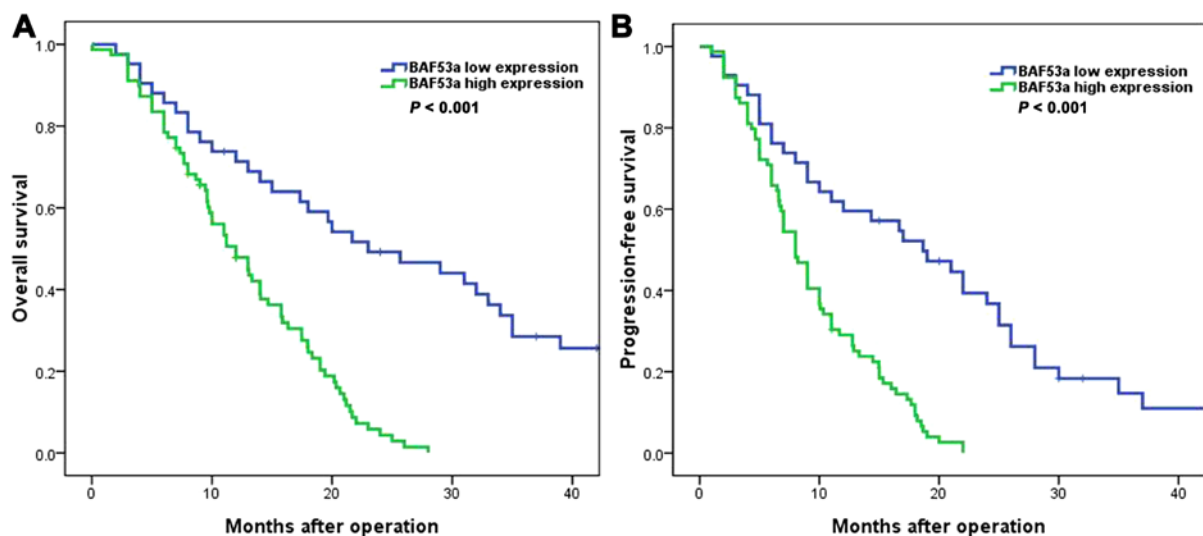 A
BAF53a low expression
BAF53a high expression
P < 0.001
Overall survival
1.0
0.8
0.6
0.4
0.2
0.0
0 10 20 30 40
Months after operation
B
BAF53a low expression
BAF53a high expression
P < 0.001
Progression-free survival
1.0
0.8
0.6
0.4
0.2
0.0
0 10 20 30 40
Months after operation